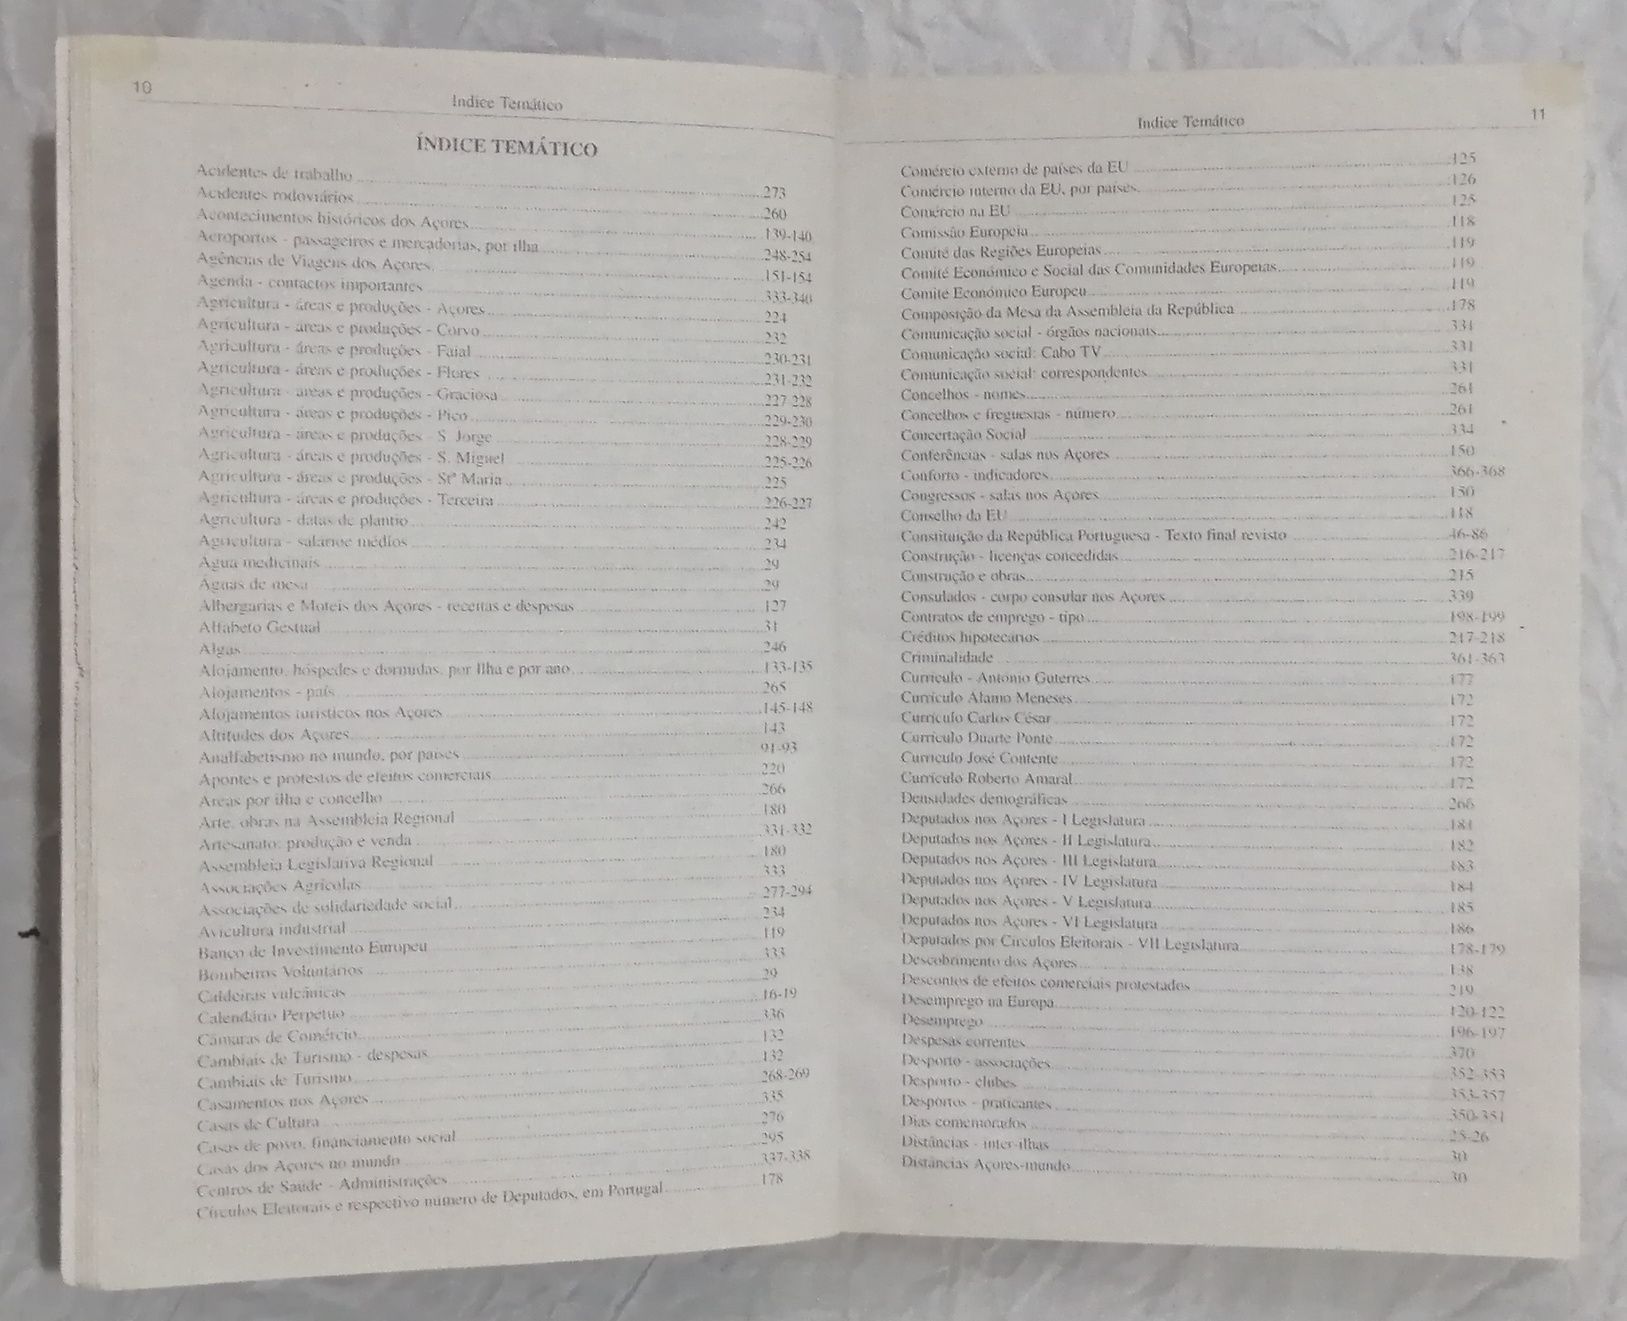 10
Indice Temático
ÍNDICE TEMÁTICO
Acidentes de trabalho ... 273
Acidentes rodoviários ... 260
Acontecimentos históricos dos Açores ... 139-140
Aeroportos - passageiros e mercadorias, por ilha ... 248-254
Agências de Viagens dos Açores ... 151-154
Agenda - contactos importantes ... 333-340
Agricultura - áreas e produções - Açores ... 224
Agricultura - áreas e produções - Corvo ... 232
Agricultura - áreas e produções - Faial ... 230-231
Agricultura - áreas e produções - Flores ... 231-232
Agricultura - áreas e produções - Graciosa ... 227-228
Agricultura - áreas e produções - Pico ... 229-230
Agricultura - áreas e produções - S. Jorge ... 228-229
Agricultura - áreas e produções - S. Miguel ... 225-226
Agricultura - áreas e produções - Stª Maria ... 225
Agricultura - áreas e produções - Terceira ... 226-227
Agricultura - datas de plantio ... 242
Agricultura - salários médios ... 234
Água medicinais ... 29
Águas de mesa ... 29
Albergarias e Moteis dos Açores - receitas e despesas ... 127
Alfabeto Gestual ... 31
Algas ... 246
Alojamento, hóspedes e dormidas, por Ilha e por ano ... 133-135
Alojamentos - país ... 265
Alojamentos turísticos nos Açores ... 145-148
Altitudes dos Açores ... 143
Analfabetismo no mundo, por países ... 91-93
Apontes e protestos de efeitos comerciais ... 220
Áreas por ilha e concelho ... 266
Arte, obras na Assembleia Regional ... 180
Artesanato: produção e venda ... 331-332
Assembleia Legislativa Regional ... 180
Associações Agrícolas ... 333
Associações de solidariedade social ... 277-294
Avicultura industrial ... 234
Banco de Investimento Europeu ... 119
Bombeiros Voluntários ... 333
Caldeiras vulcânicas ... 29
Calendário Perpétuo ... 16-19
Câmaras de Comércio ... 336
Cambiais de Turismo - despesas ... 132
Cambiais de Turismo ... 132
Casamentos nos Açores ... 268-269
Casas de Cultura ... 335
Casas de povo, financiamento social ... 276
Casas dos Açores no mundo ... 295
Centros de Saúde - Administrações ... 337-338
Círculos Eleitorais e respectivo número de Deputados, em Portugal ... 178
Indice Temático
11
Comércio externo de países da EU ... 125
Comércio interno da EU, por países ... 126
Comércio na EU ... 125
Comissão Europeia ... 118
Comité das Regiões Europeias ... 119
Comité Económico e Social das Comunidades Europeias ... 119
Comité Económico Europeu ... 119
Composição da Mesa da Assembleia da República ... 178
Comunicação social - órgãos nacionais ... 331
Comunicação social: Cabo TV ... 331
Comunicação social: correspondentes ... 331
Concelhos - nomes ... 261
Concelhos e freguesias - número ... 261
Concertação Social ... 334
Conferências - salas nos Açores ... 150
Conforto - indicadores ... 366-368
Congressos - salas nos Açores ... 150
Conselho da EU ... 118
Constituição da República Portuguesa - Texto final revisto ... 46-86
Construção - licenças concedidas ... 216-217
Construção e obras ... 215
Consulados - corpo consular nos Açores ... 339
Contratos de emprego - tipo ... 198-199
Créditos hipotecários ... 217-218
Criminalidade ... 361-363
Currículo - António Guterres ... 177
Currículo Álamo Meneses ... 172
Currículo Carlos César ... 172
Currículo Duarte Ponte ... 172
Currículo José Contente ... 172
Currículo Roberto Amaral ... 172
Densidades demográficas ... 266
Deputados nos Açores - I Legislatura ... 181
Deputados nos Açores - II Legislatura ... 182
Deputados nos Açores - III Legislatura ... 183
Deputados nos Açores - IV Legislatura ... 184
Deputados nos Açores - V Legislatura ... 185
Deputados nos Açores - VI Legislatura ... 186
Deputados por Círculos Eleitorais - VII Legislatura ... 178-179
Descobrimento dos Açores ... 138
Descontos de efeitos comerciais protestados ... 219
Desemprego na Europa ... 120-122
Desemprego ... 196-197
Despesas correntes ... 370
Desporto - associações ... 352-353
Desporto - clubes ... 353-357
Desportos - praticantes ... 350-351
Dias comemorados ... 25-26
Distâncias - inter-ilhas ... 30
Distâncias Açores-mundo ... 30